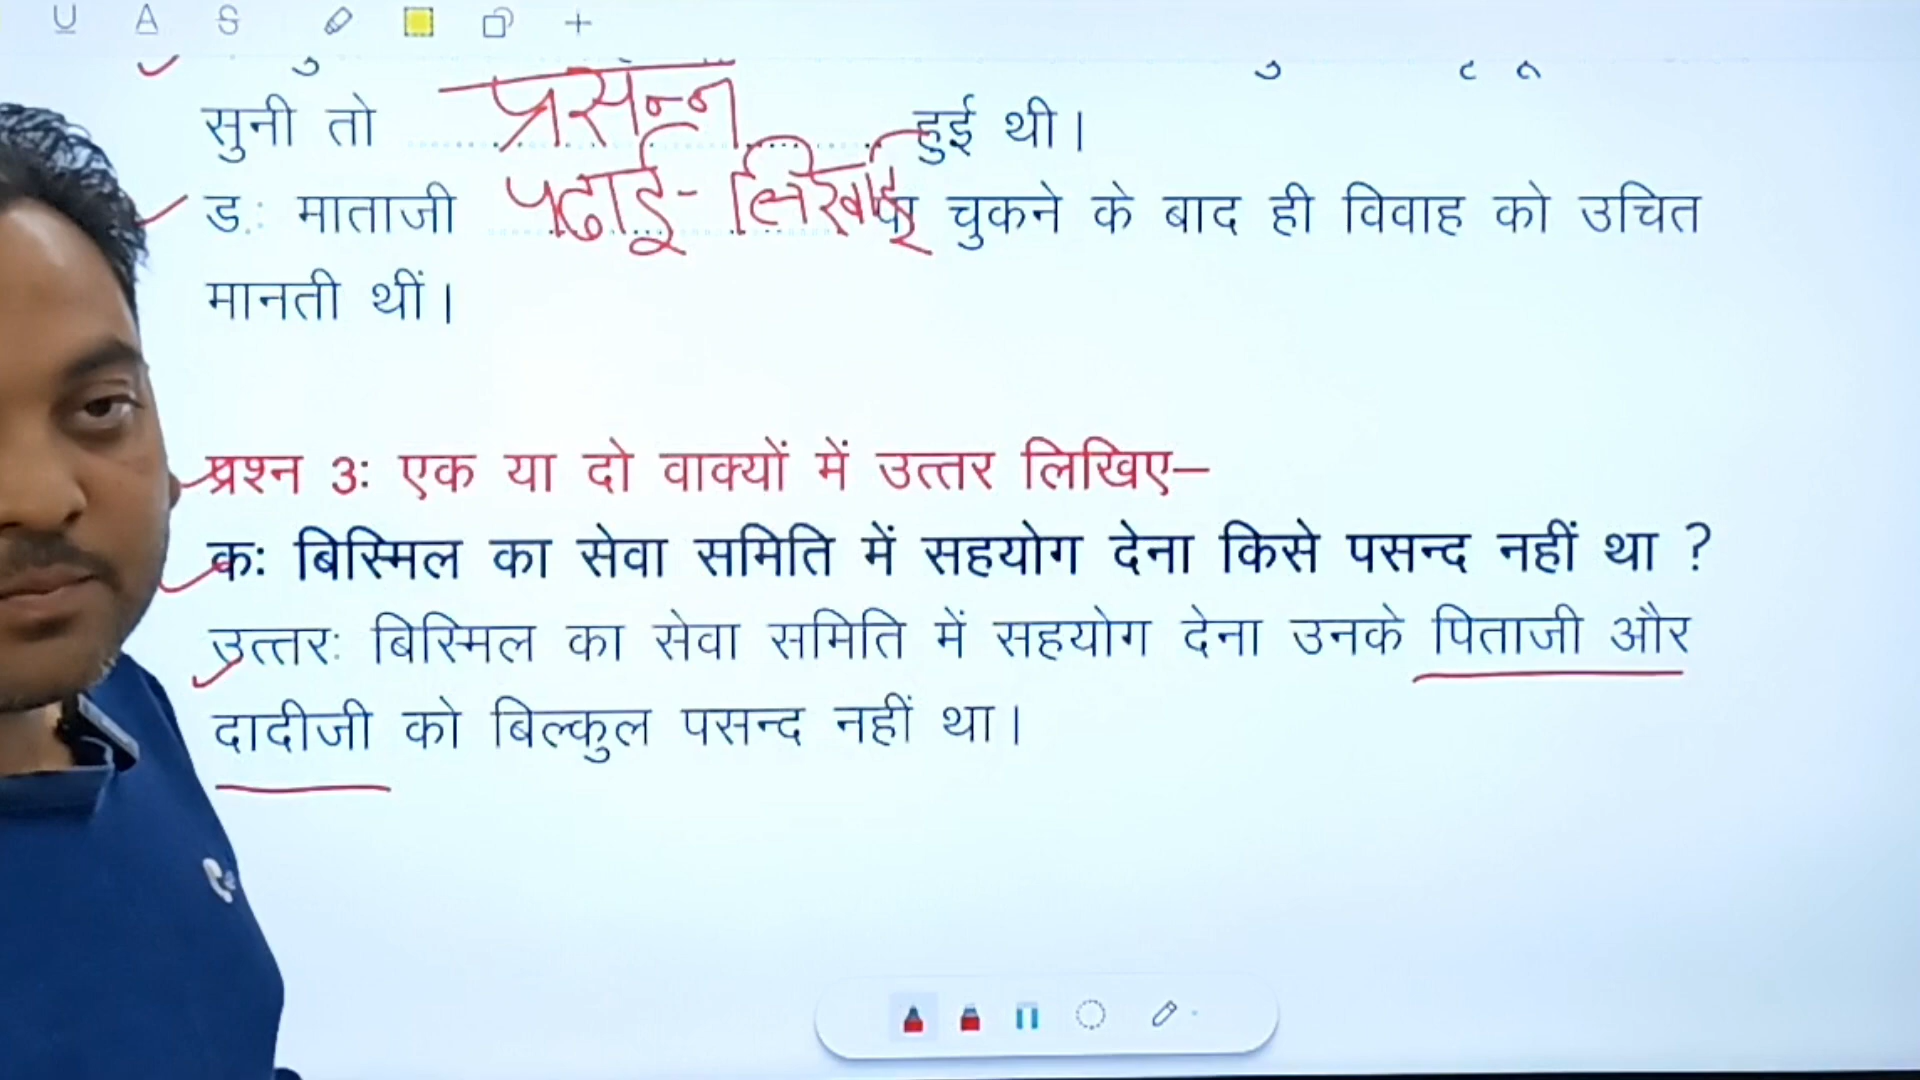 सुनी तो प्रसन्न हुई थी।
ड.: माताजी पढाई-लिखाई पा चुकने के बाद ही विवाह को उचित
मानती थीं।
प्रश्न 3: एक या दो वाक्यों में उत्तर लिखिए–
क: बिस्मिल का सेवा समिति में सहयोग देना किसे पसन्द नहीं था ?
उत्तर: बिस्मिल का सेवा समिति में सहयोग देना उनके पिताजी और
दादीजी को बिल्कुल पसन्द नहीं था।